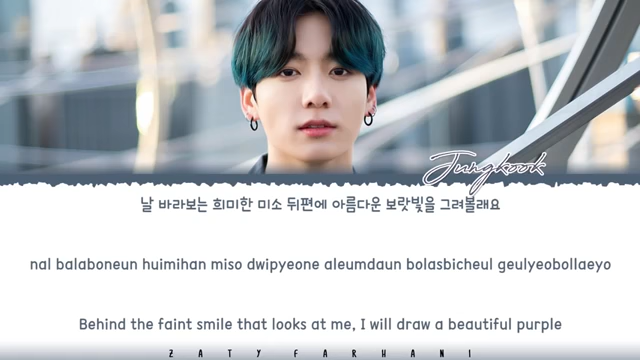 Jungkook
날 바라보는 희미한 미소 뒤편에 아름다운 보랏빛을 그려볼래요
nal balaboneun huimihan miso dwipyeone aleumdaun bolasbicheul geulyeobollaeyo
Behind the faint smile that looks at me, I will draw a beautiful purple
ZATY FARHANI